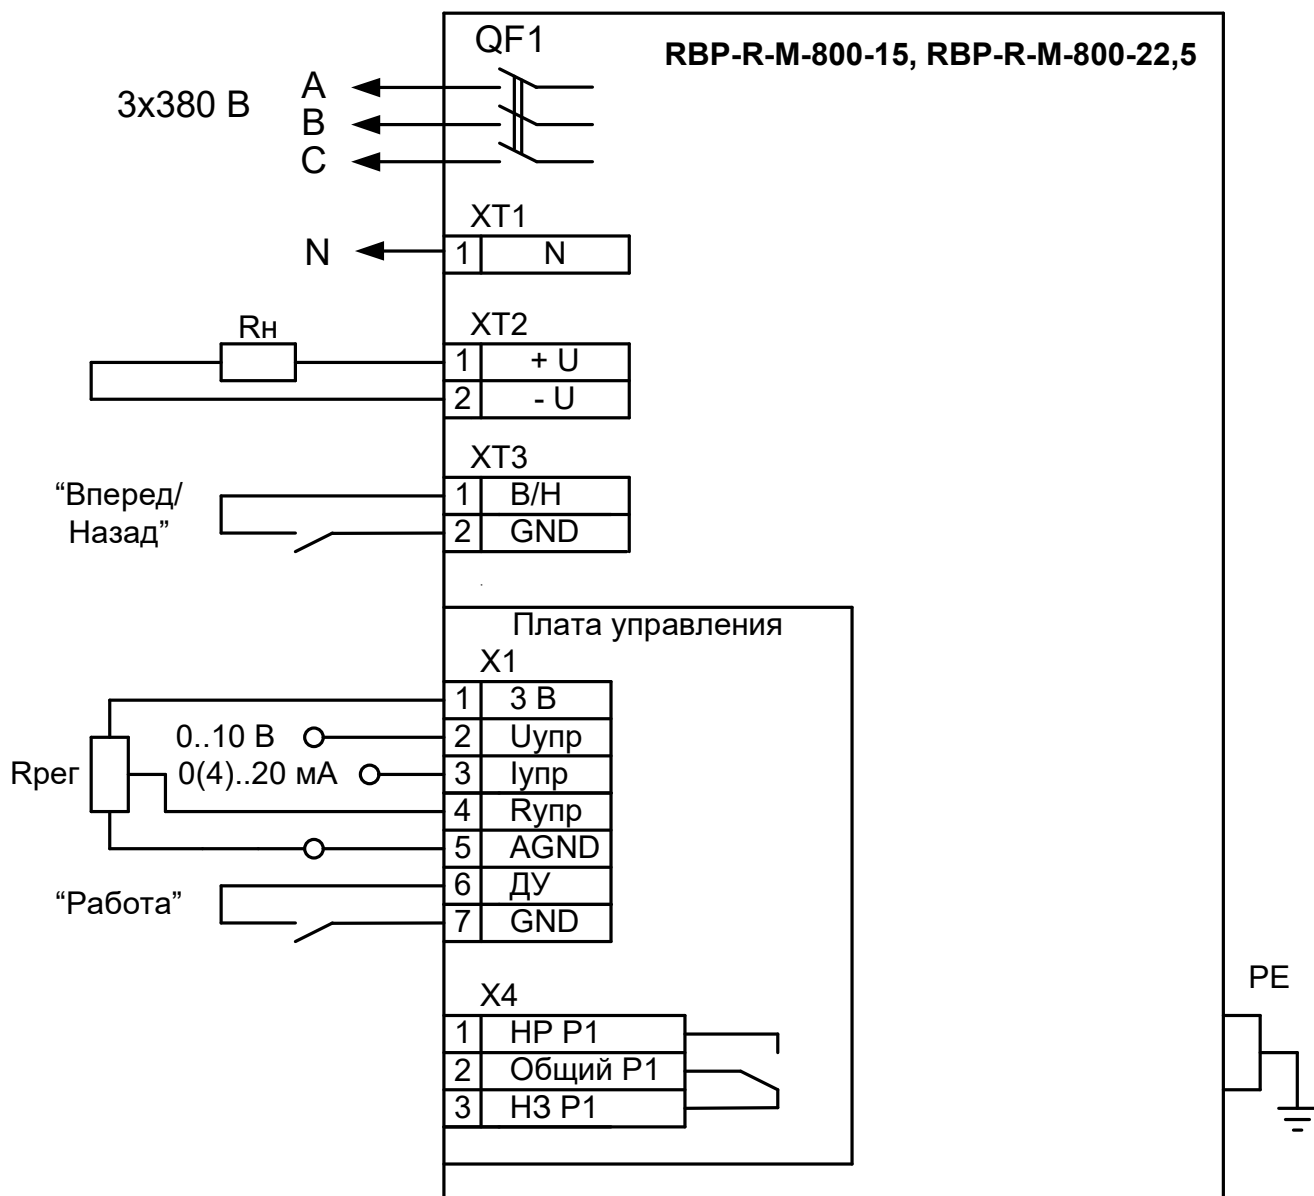 QF1
RBP-R-M-800-15, RBP-R-M-800-22,5
3x380 В
A
B
C
XT1
N
1 N
Rн
XT2
1 + U
2 - U
XT3
“Вперед/
Назад”
1 В/Н
2 GND
Плата управления
X1
1 3 В
0..10 В
2 Uупр
Rрег
0(4)..20 мА
3 Iупр
4 Rупр
5 AGND
“Работа”
6 ДУ
7 GND
X4
1 НР Р1
2 Общий Р1
3 НЗ Р1
PE